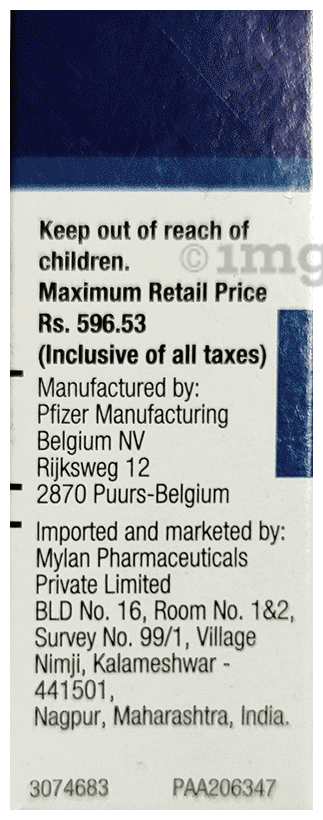 Keep out of reach of
children.
© 1mg
Maximum Retail Price
Rs. 596.53
(Inclusive of all taxes)
Manufactured by:
Pfizer Manufacturing
Belgium NV
Rijksweg 12
2870 Puurs-Belgium
Imported and marketed by:
Mylan Pharmaceuticals
Private Limited
BLD No. 16, Room No. 1&2,
Survey No. 99/1, Village
Nimji, Kalameshwar -
441501,
Nagpur, Maharashtra, India.
3074683 PAA206347